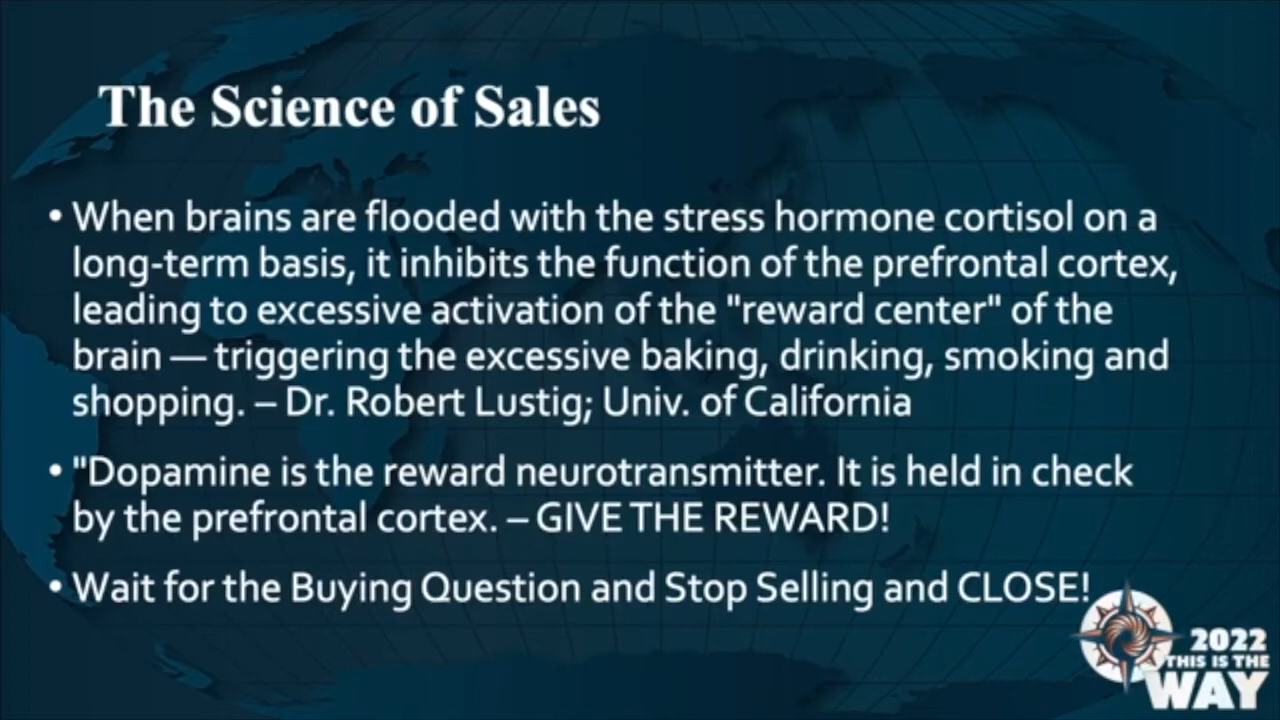 The Science of Sales
• When brains are flooded with the stress hormone cortisol on a
long-term basis, it inhibits the function of the prefrontal cortex,
leading to excessive activation of the "reward center" of the
brain — triggering the excessive baking, drinking, smoking and
shopping. – Dr. Robert Lustig; Univ. of California
• "Dopamine is the reward neurotransmitter. It is held in check
by the prefrontal cortex. – GIVE THE REWARD!
• Wait for the Buying Question and Stop Selling and CLOSE!
2022
THIS IS THE
WAY